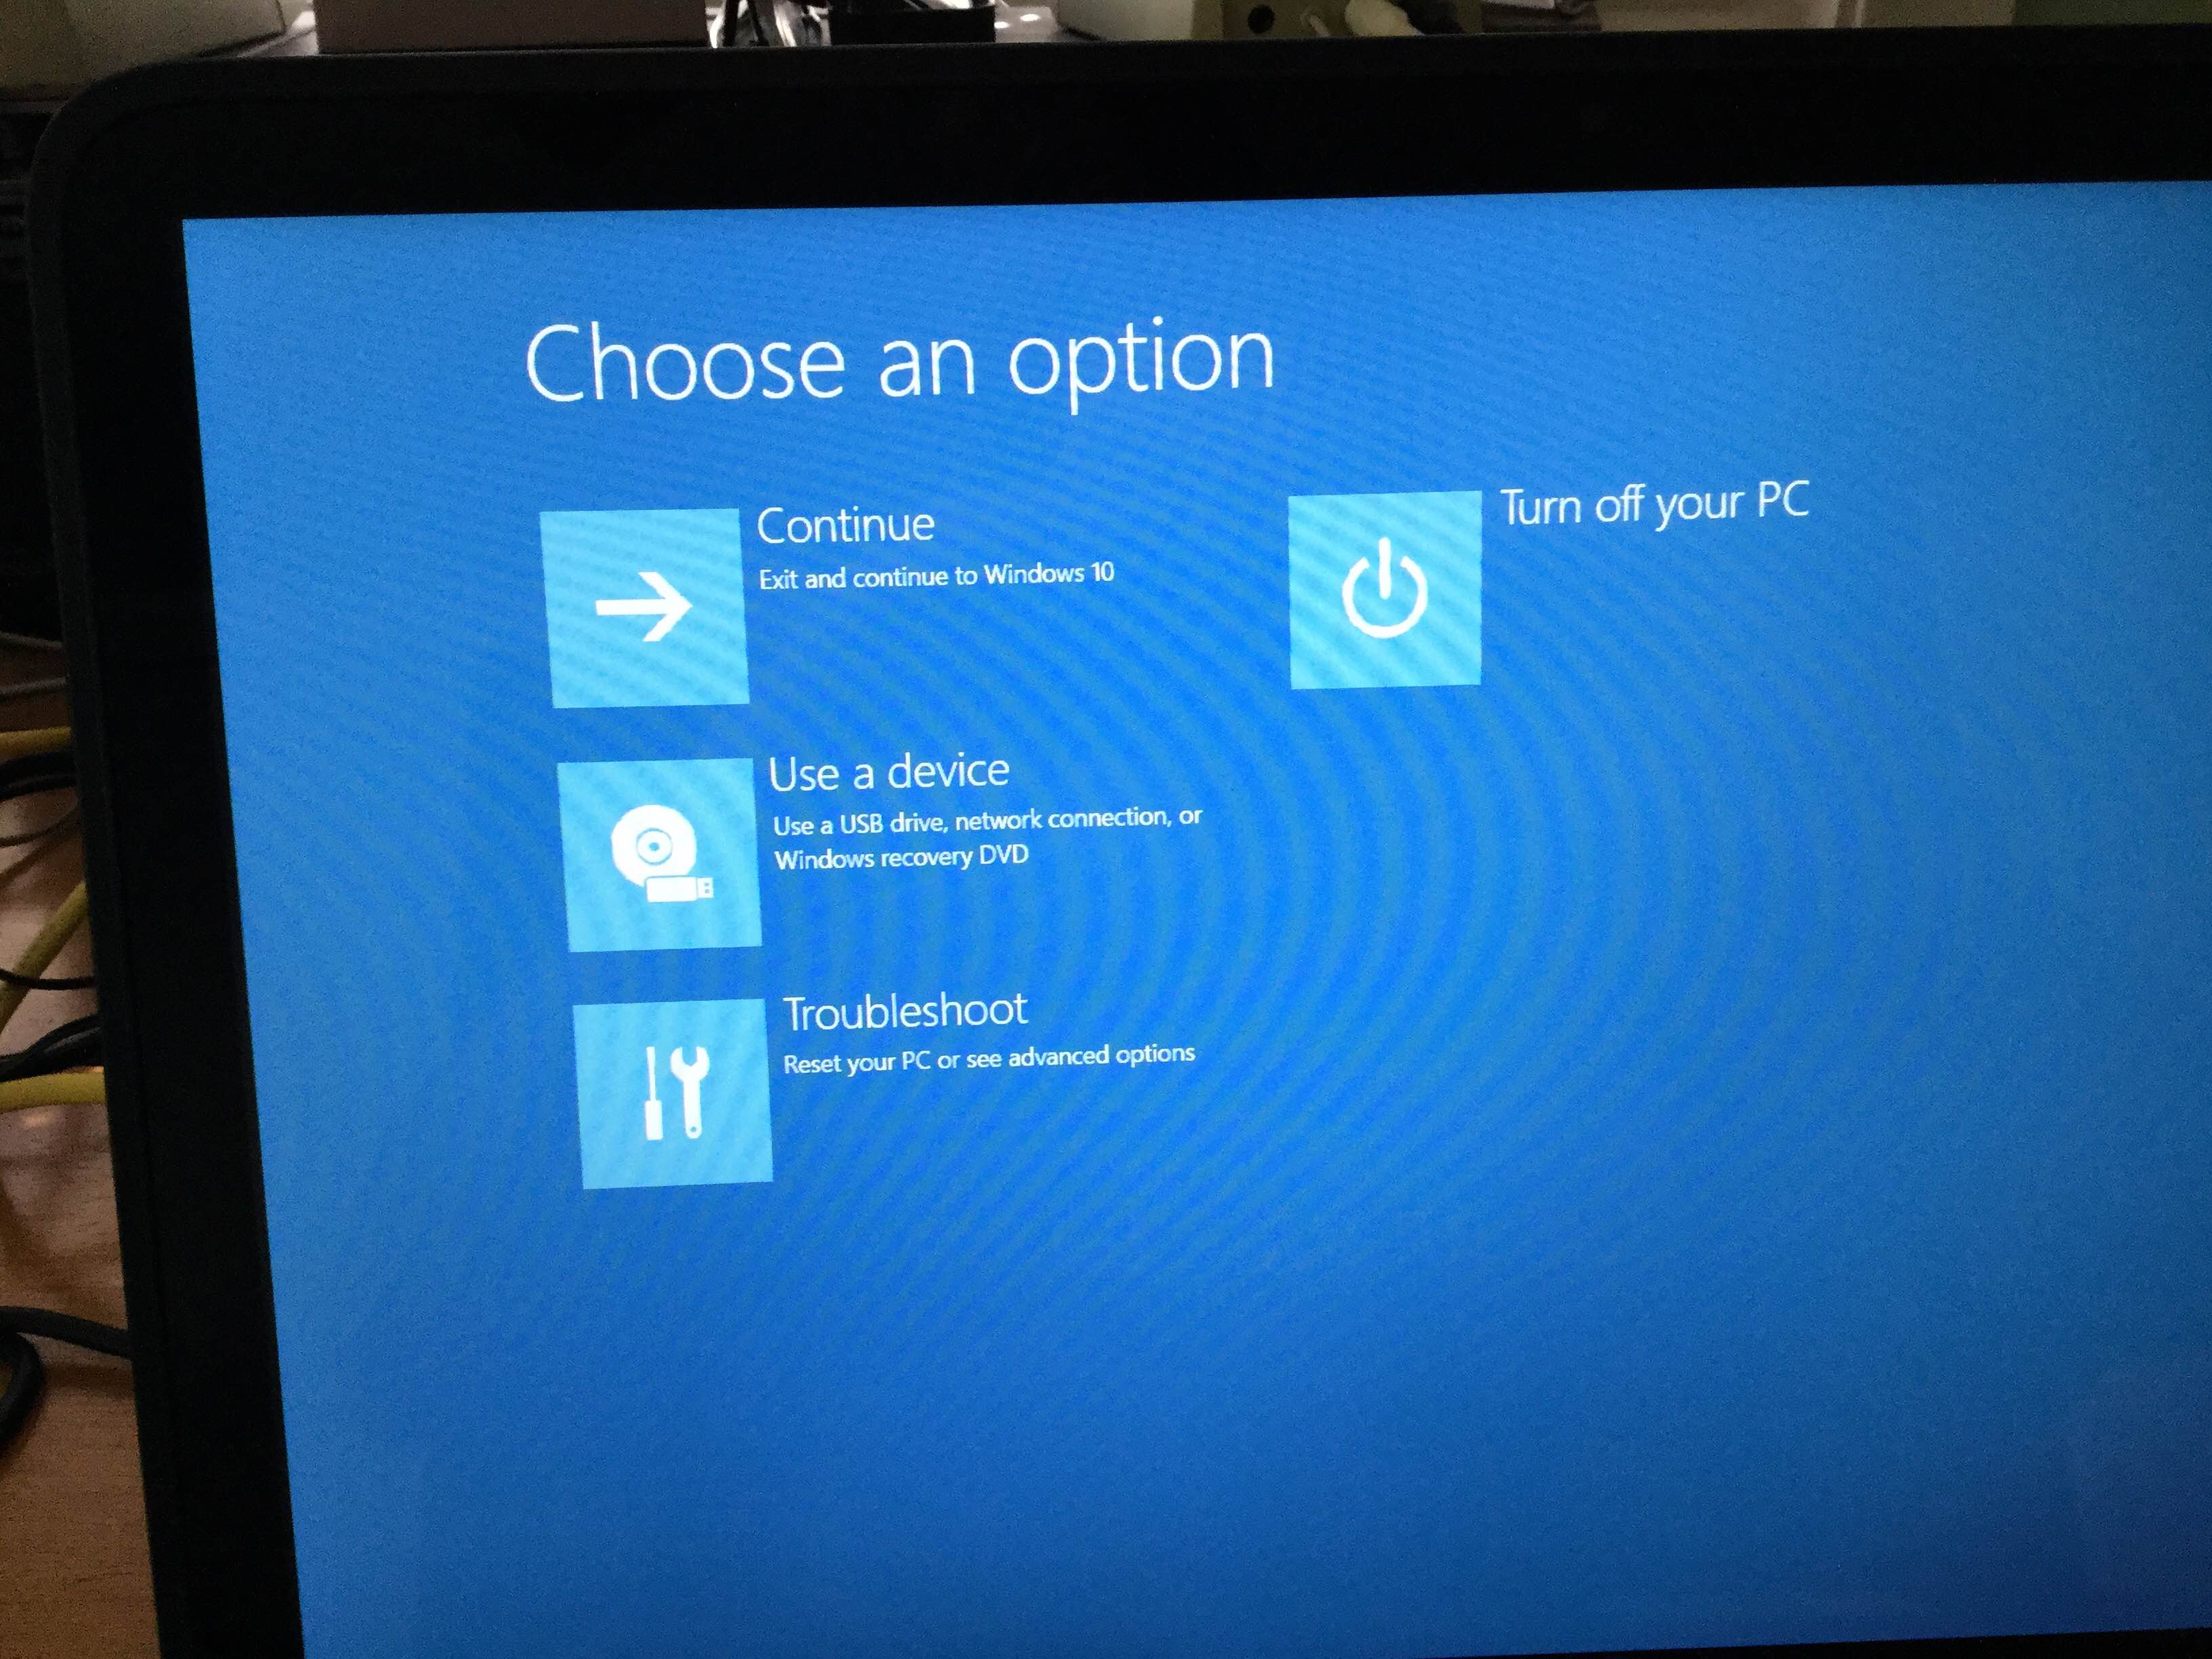 Choose an option
Continue
Exit and continue to Windows 10
Turn off your PC
Use a device
Use a USB drive, network connection, or
Windows recovery DVD
Troubleshoot
Reset your PC or see advanced options